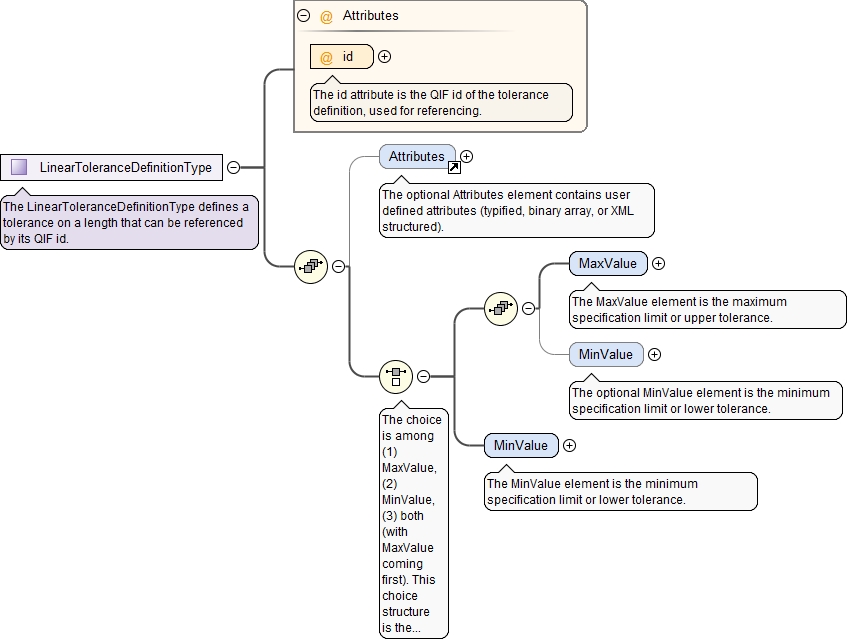 Attributes
@ id
The id attribute is the QIF id of the tolerance
definition, used for referencing.
LinearToleranceDefinitionType
The LinearToleranceDefinitionType defines a
tolerance on a length that can be referenced
by its QIF id.
Attributes
The optional Attributes element contains user
defined attributes (typified, binary array, or XML
structured).
MaxValue
The MaxValue element is the maximum
specification limit or upper tolerance.
MinValue
The optional MinValue element is the minimum
specification limit or lower tolerance.
The choice
is among
(1)
MaxValue,
(2)
MinValue,
(3) both
(with
MaxValue
coming
first). This
choice
structure
is the...
MinValue
The MinValue element is the minimum
specification limit or lower tolerance.